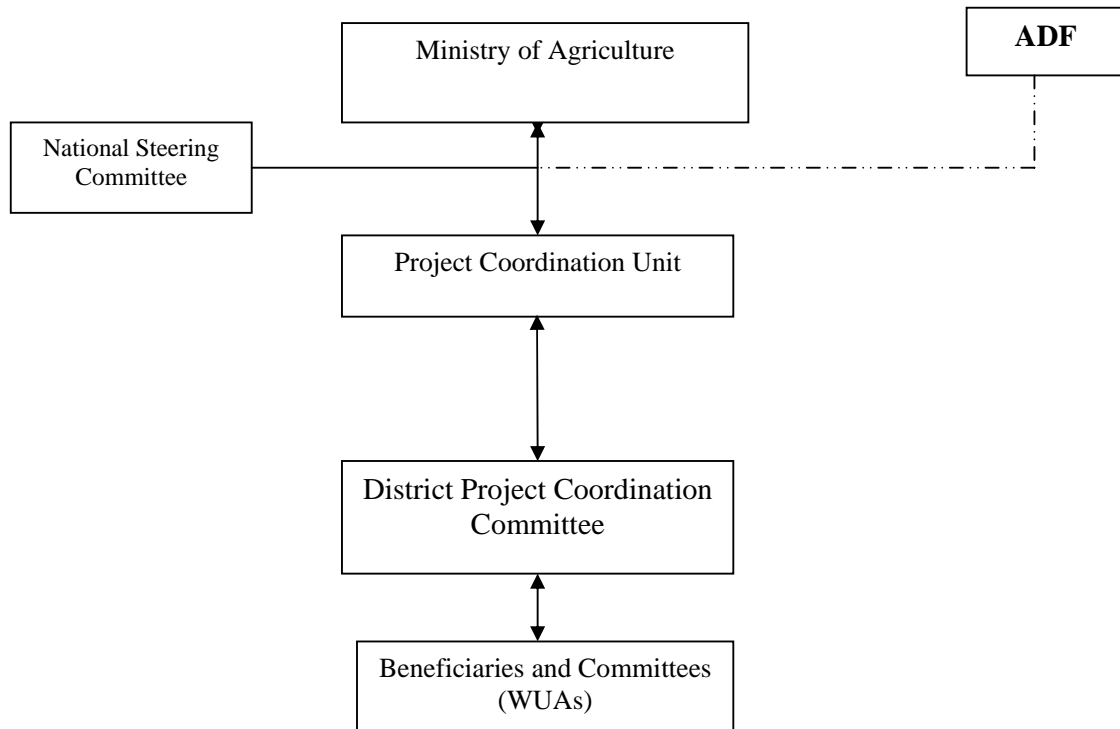 Ministry of Agriculture
ADF
National Steering
Committee
Project Coordination Unit
District Project Coordination
Committee
Beneficiaries and Committees
(WUAs)